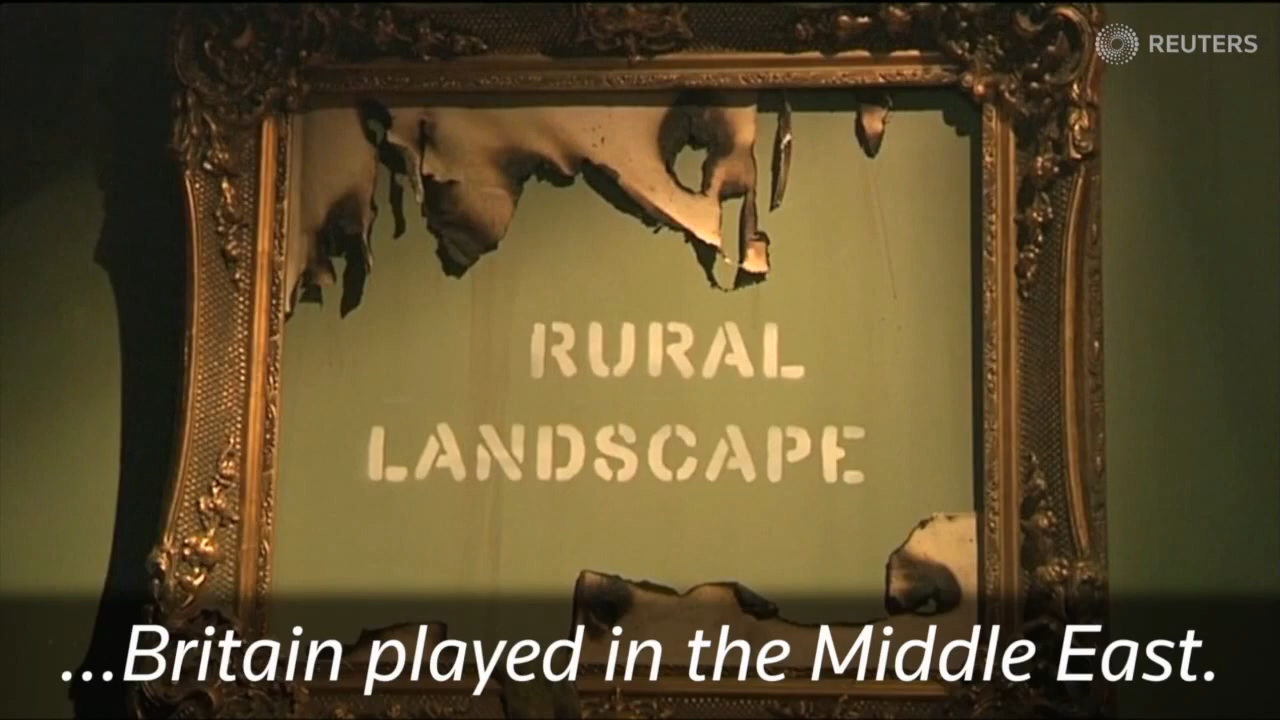 REUTERS
RURAL
LANDSCAPE
...Britain played in the Middle East.